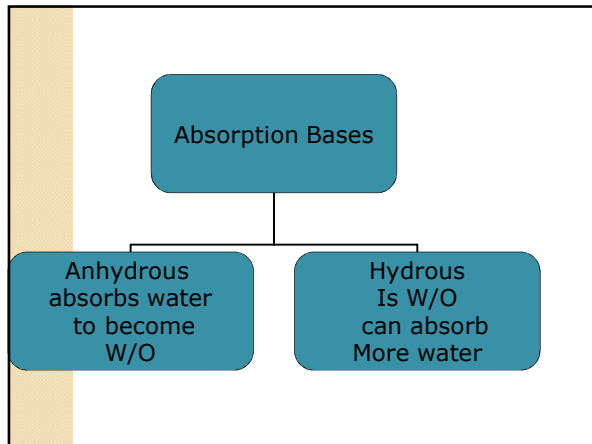 Absorption Bases
Anhydrous
absorbs water
to become
W/O
Hydrous
Is W/O
can absorb
More water